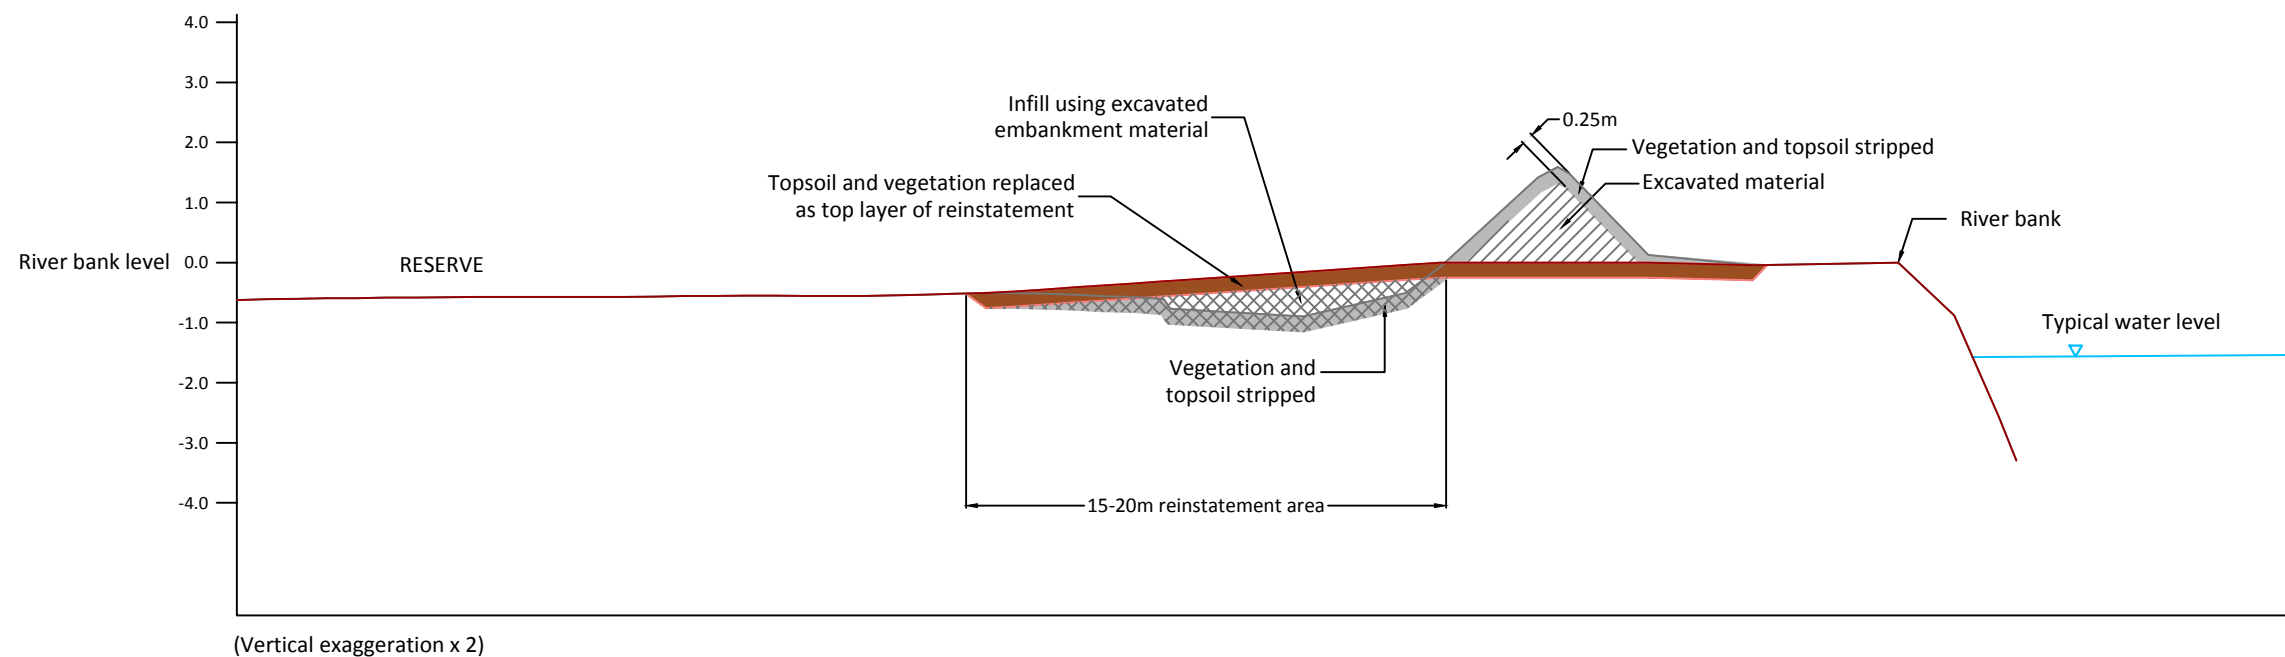 4.0
3.0
2.0
1.0
River bank level 0.0
-1.0
-2.0
-3.0
-4.0
RESERVE
Infill using excavated
embankment material
Topsoil and vegetation replaced
as top layer of reinstatement
0.25m
Vegetation and topsoil stripped
Excavated material
River bank
Typical water level
Vegetation and
topsoil stripped
15-20m reinstatement area
(Vertical exaggeration x 2)